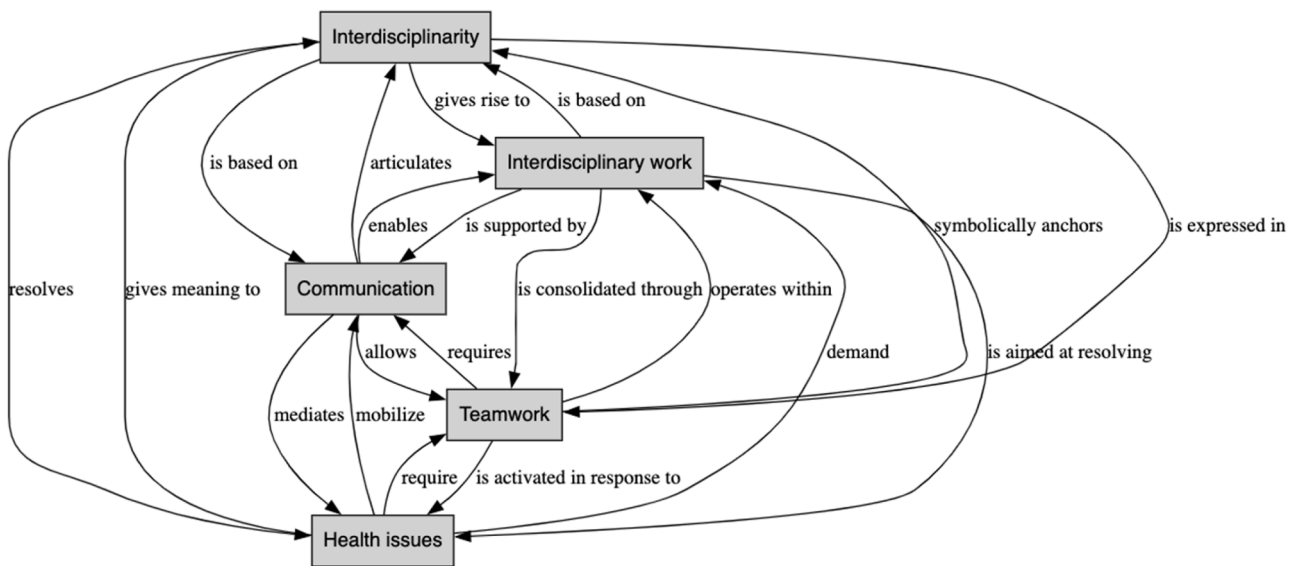 Interdisciplinarity
gives rise to
is based on
is based on
articulates
Interdisciplinary work
enables
is supported by
symbolically anchors
is expressed in
resolves
gives meaning to
Communication
is consolidated through
operates within
allows
requires
demand
is aimed at resolving
mediates
mobilize
Teamwork
require
is activated in response to
Health issues